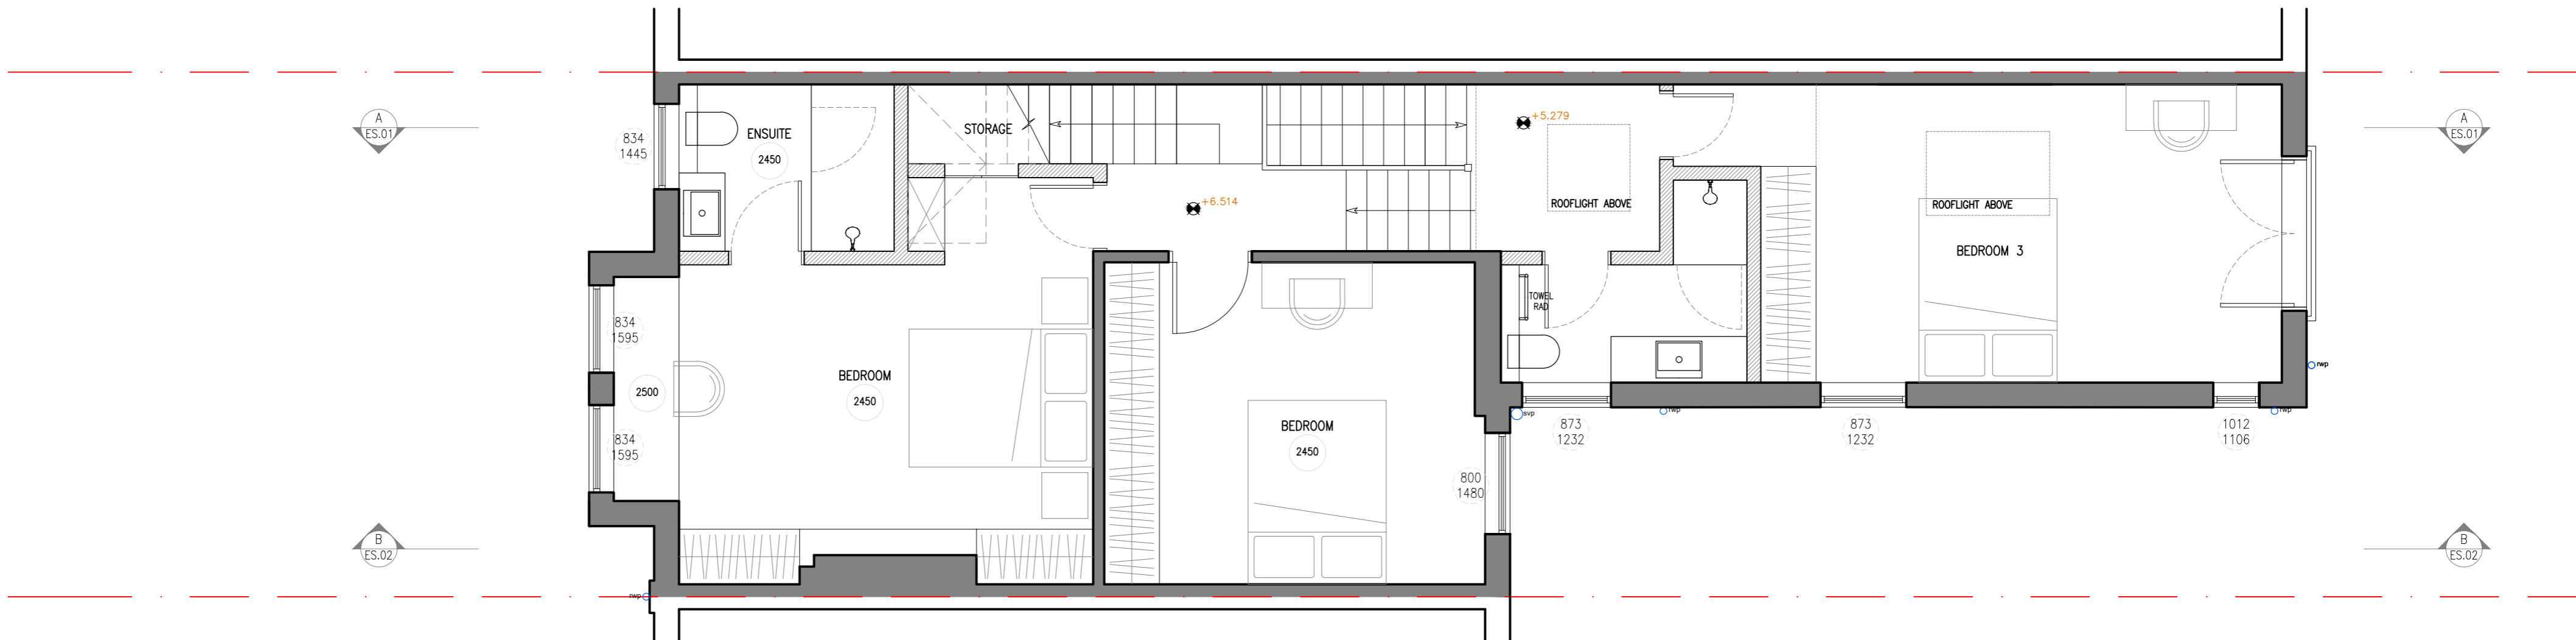 A
ES.01
834
1445
ENSUITE
2450
STORAGE
+6.514
+5.279
ROOFLIGHT ABOVE
ROOFLIGHT ABOVE
BEDROOM 3
A
ES.01
834
1595
2500
834
1595
BEDROOM
2450
BEDROOM
2450
TOWEL
RAD
800
1480
svp
873
1232
rwp
873
1232
1012
1106
rwp
rwp
B
ES.02
rwp
B
ES.02